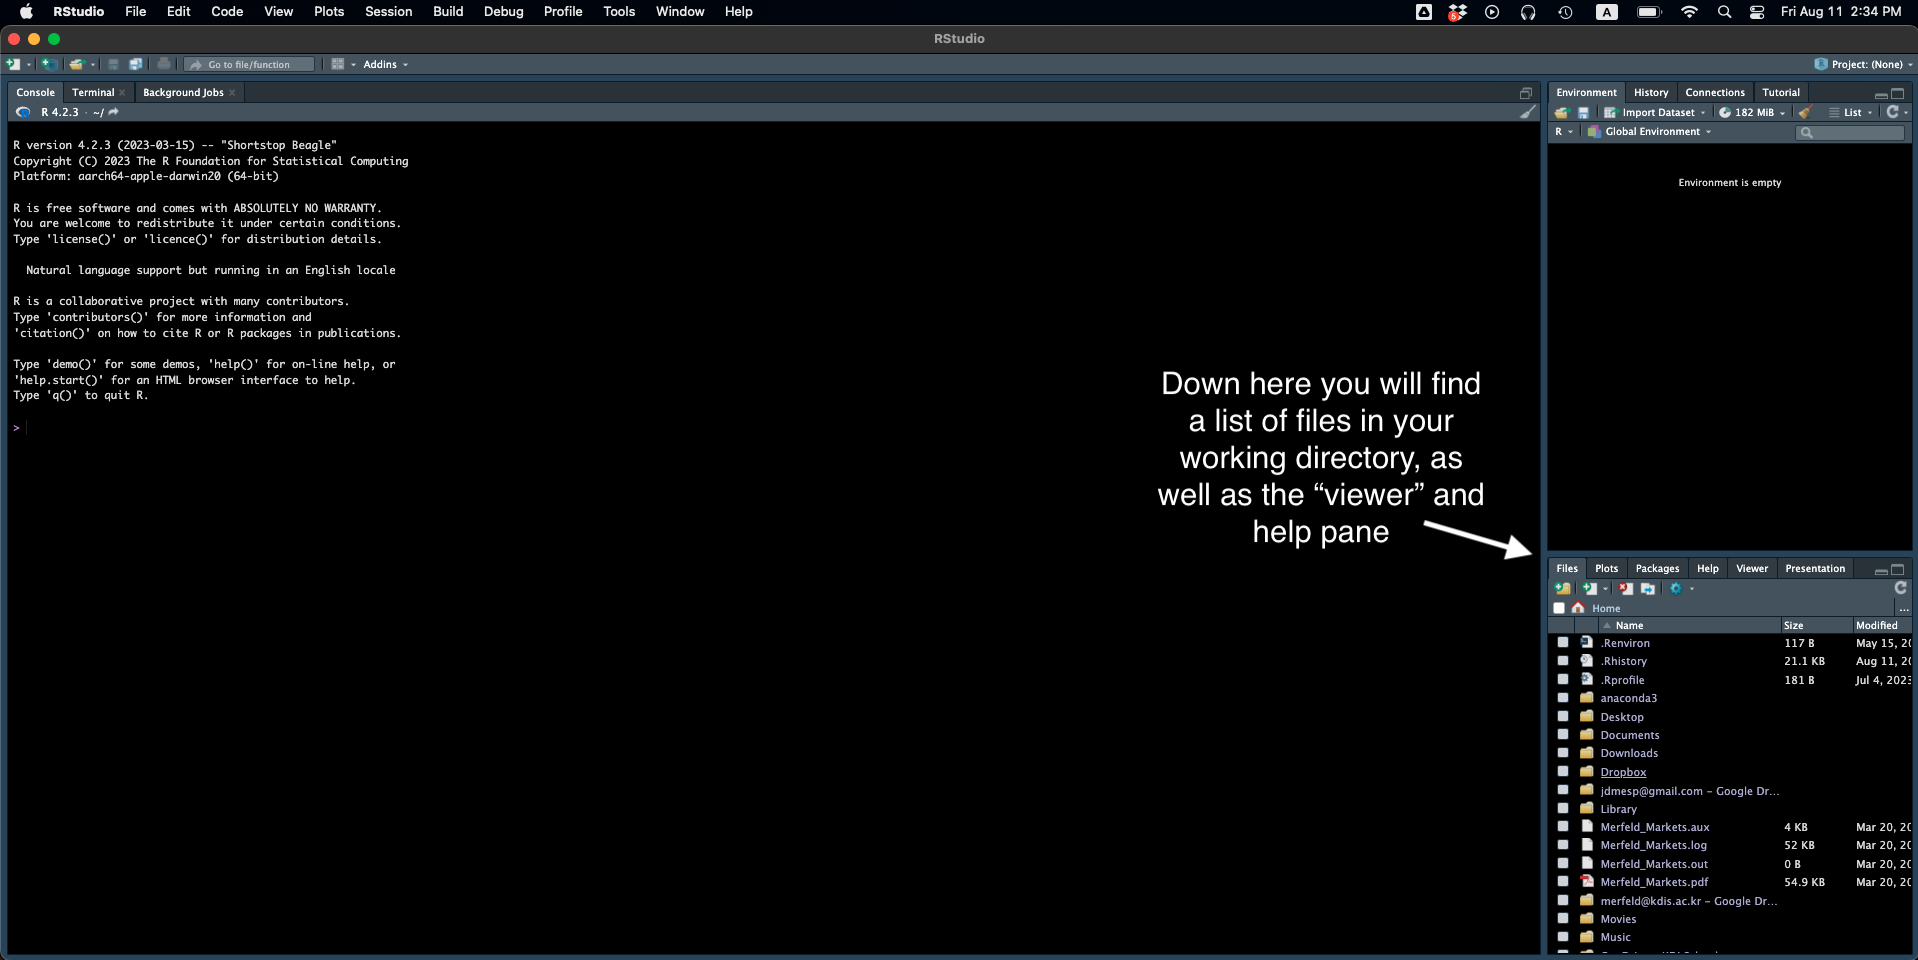 RStudio File Edit Code View Plots Session Build Debug Profile Tools Window Help 5 A Fri Aug 11 2:34 PM
RStudio
Go to file/function Addins Project: (None)
Console Terminal Background Jobs
R 4.2.3 · ~/
R version 4.2.3 (2023-03-15) -- "Shortstop Beagle"
Copyright (C) 2023 The R Foundation for Statistical Computing
Platform: aarch64-apple-darwin20 (64-bit)
R is free software and comes with ABSOLUTELY NO WARRANTY.
You are welcome to redistribute it under certain conditions.
Type 'license()' or 'licence()' for distribution details.
Natural language support but running in an English locale
R is a collaborative project with many contributors.
Type 'contributors()' for more information and
'citation()' on how to cite R or R packages in publications.
Type 'demo()' for some demos, 'help()' for on-line help, or
'help.start()' for an HTML browser interface to help.
Type 'q()' to quit R.
>
Down here you will find
a list of files in your
working directory, as
well as the “viewer” and
help pane
Environment History Connections Tutorial
Import Dataset 182 MiB List
R Global Environment
Environment is empty
Files Plots Packages Help Viewer Presentation
Home ...
Name Size Modified
.Renviron 117 B May 15, 20
.Rhistory 21.1 KB Aug 11, 20
.Rprofile 181 B Jul 4, 2023
anaconda3
Desktop
Documents
Downloads
Dropbox
jdmesp@gmail.com - Google Dr...
Library
Merfeld_Markets.aux 4 KB Mar 20, 20
Merfeld_Markets.log 52 KB Mar 20, 20
Merfeld_Markets.out 0 B Mar 20, 20
Merfeld_Markets.pdf 54.9 KB Mar 20, 20
merfeld@kdis.ac.kr - Google Dr...
Movies
Music